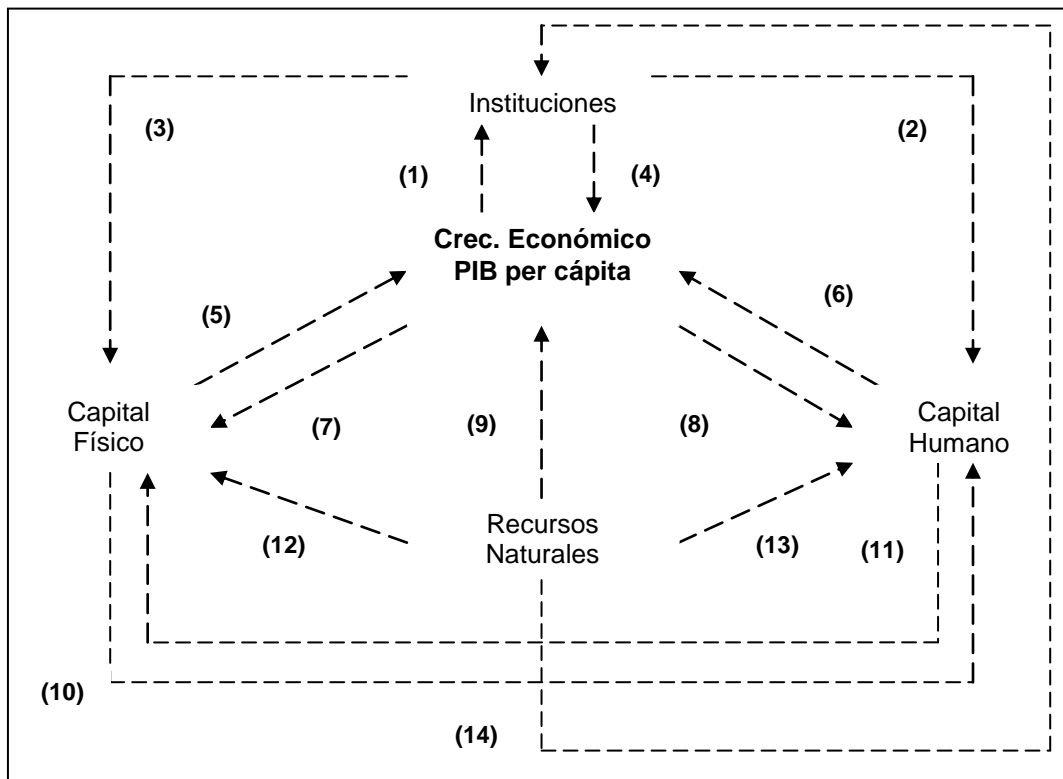 Instituciones
(3)
(2)
(1)
(4)
Crec. Económico
PIB per cápita
(5)
(6)
Capital
Físico
(7)
(9)
(8)
Capital
Humano
Recursos
Naturales
(12)
(13)
(11)
(10)
(14)